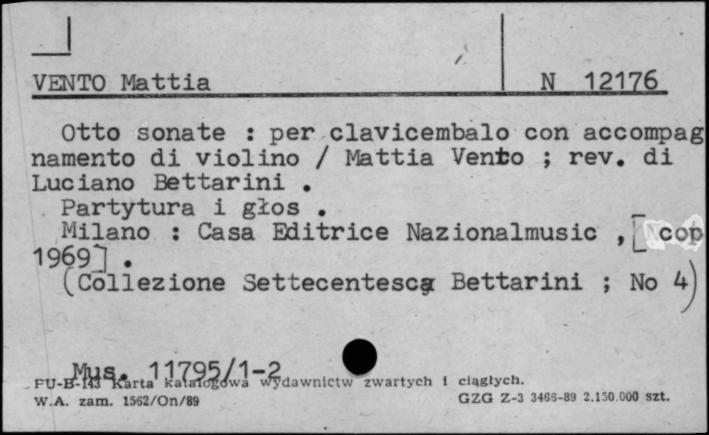 VENTO Mattia N 12176
Otto sonate : per clavicembalo con accompag
namento di violino / Mattia Vento ; rev. di
Luciano Bettarini .
Partytura i głos .
Milano : Casa Editrice Nazionalmusic , [cop
1969] .
(Collezione Settecentesca Bettarini ; No 4)
Mus. 11795/1-2
PU-B-143 Karta katalogowa wydawnictw zwartych i ciągłych.
W.A. zam. 1562/On/89 GZG Z-3 3466-89 2.150.000 szt.